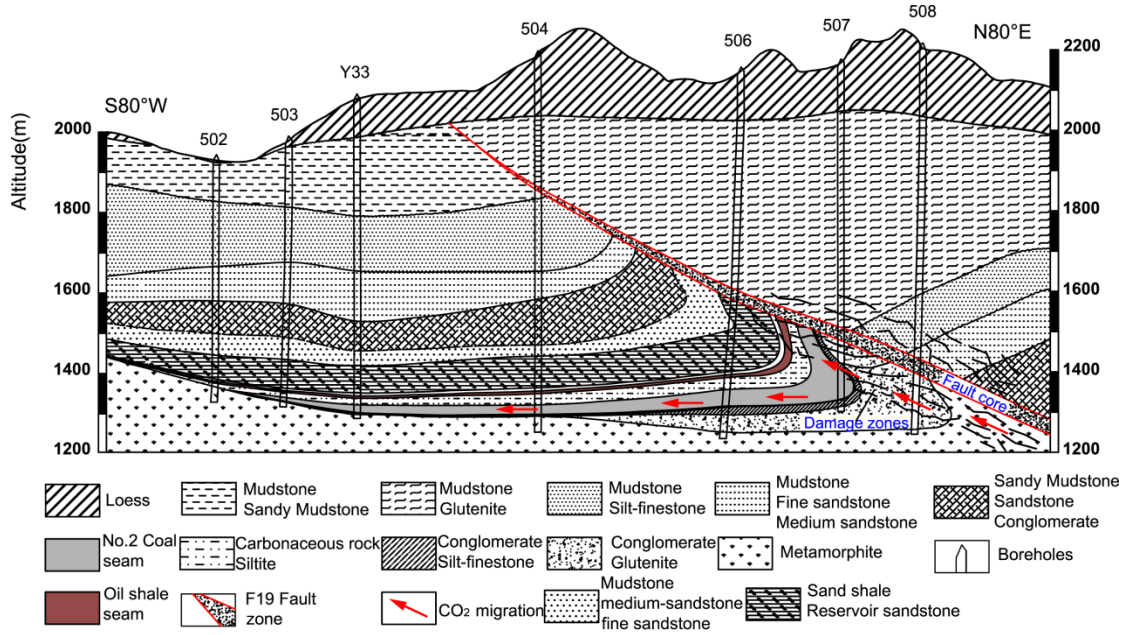 508
504
507
N80°E
506
2200
Y33
S80°W
503
2000
502
2000
Altitude(m)
1800
1800
1600
1600
1400
1400
Fault core
Damage zones
1200
1200
Loess
Mudstone
Sandy Mudstone
Mudstone
Glutenite
Mudstone
Silt-finestone
Mudstone
Fine sandstone
Medium sandstone
Sandy Mudstone
Sandstone
Conglomerate
No.2 Coal
seam
Carbonaceous rock
Siltite
Conglomerate
Silt-finestone
Conglomerate
Glutenite
Metamorphite
Boreholes
Oil shale
seam
F19 Fault
zone
CO₂ migration
Mudstone
medium-sandstone
fine sandstone
Sand shale
Reservoir sandstone